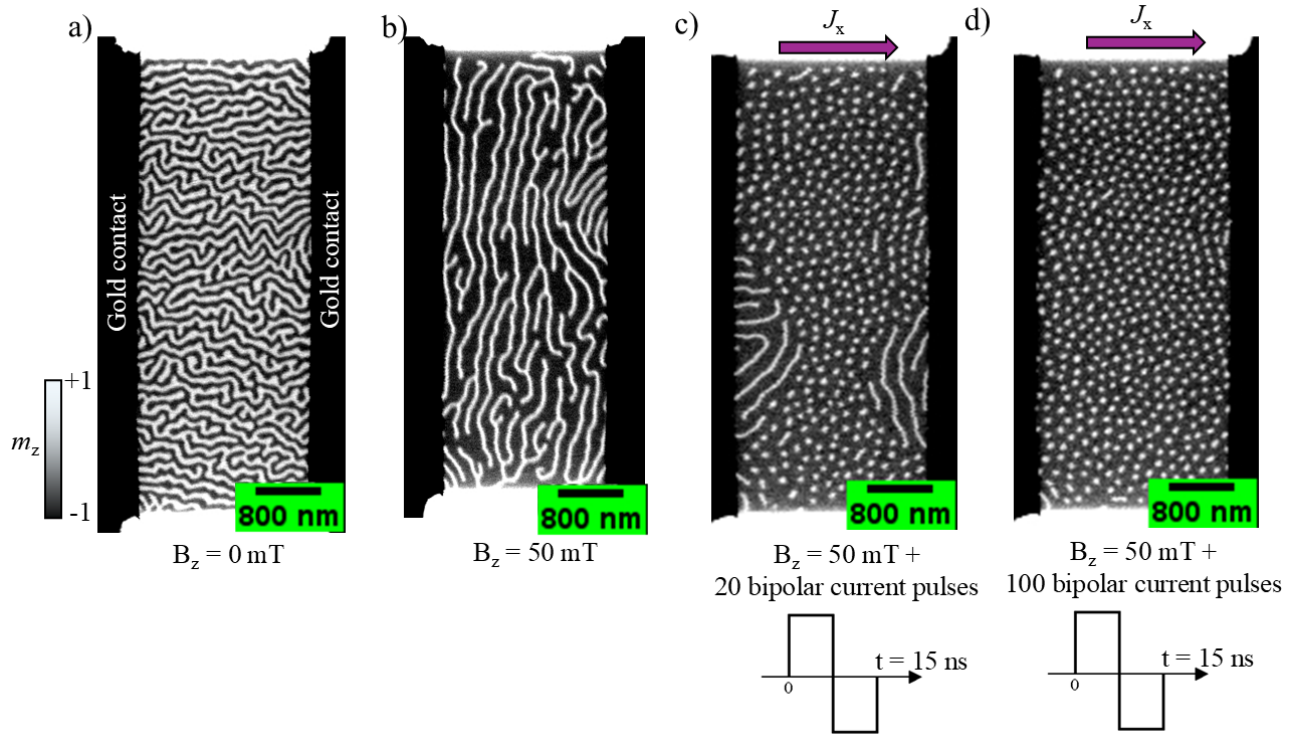 a)
b)
c)
d)
Jx
Jx
Gold contact
Gold contact
+1
mz
-1
800 nm
800 nm
800 nm
800 nm
Bz = 0 mT
Bz = 50 mT
Bz = 50 mT +
20 bipolar current pulses
Bz = 50 mT +
100 bipolar current pulses
t = 15 ns
0
t = 15 ns
0